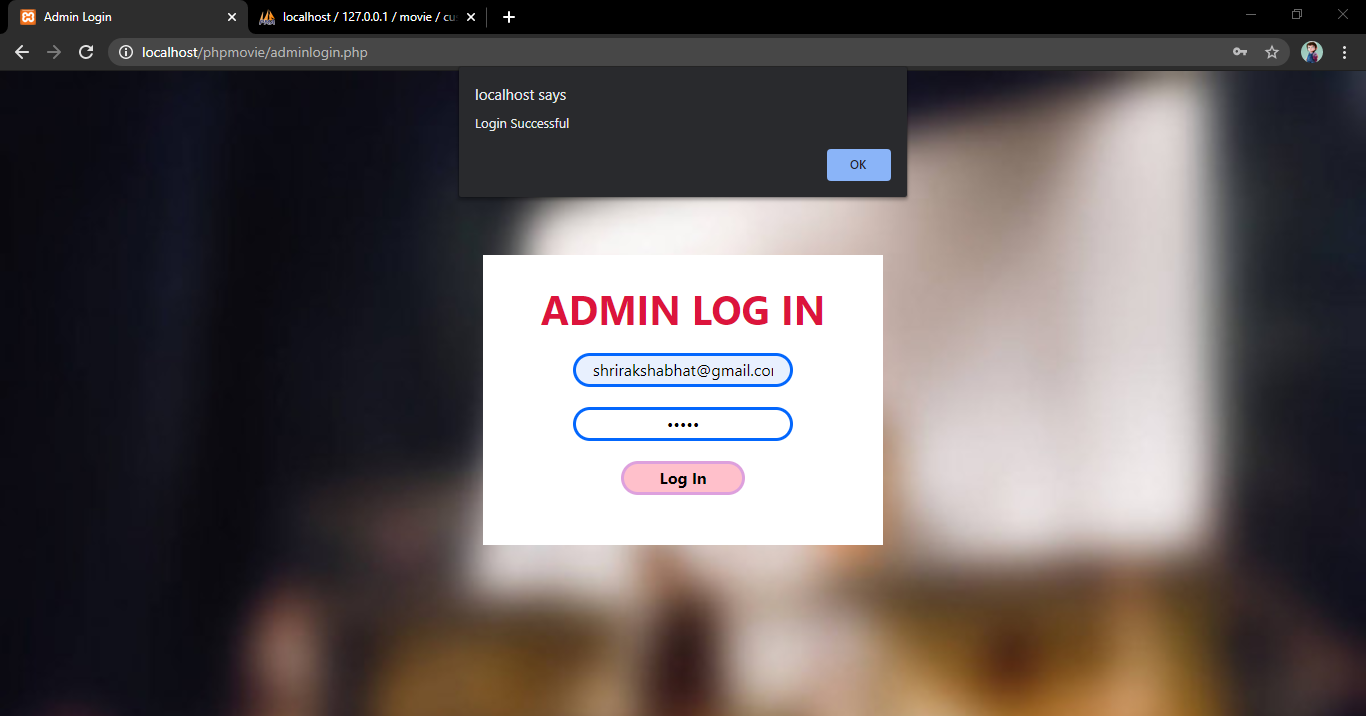 Admin Login
localhost / 127.0.0.1 / movie / cu
localhost/phpmovie/adminlogin.php
localhost says
Login Successful
OK
ADMIN LOG IN
shrirakshabhat@gmail.co
•••••
Log In